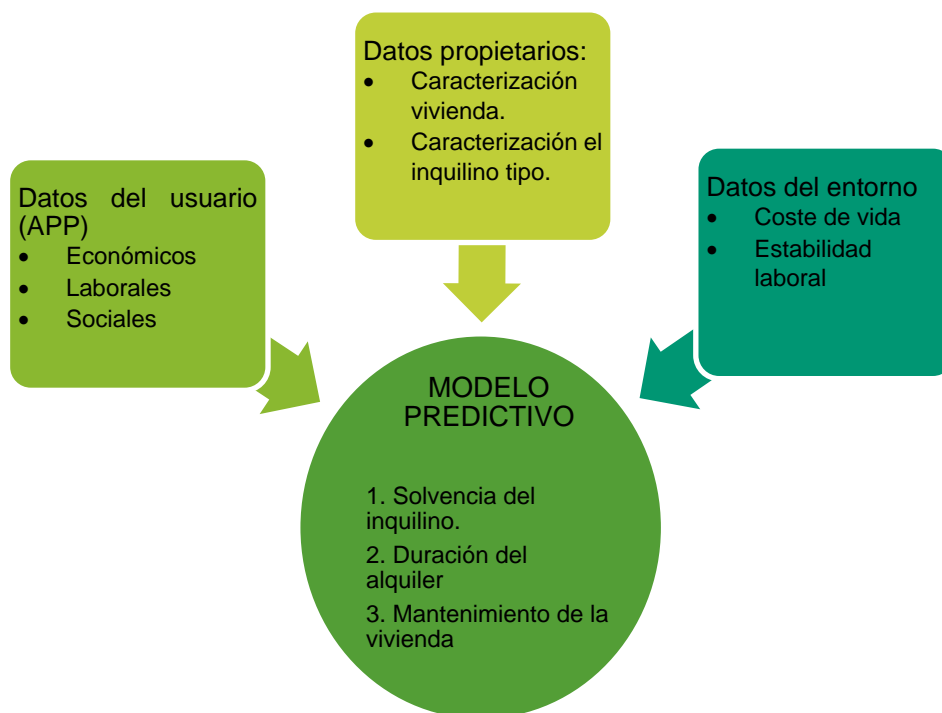 Datos propietarios:
• Caracterización
vivienda.
• Caracterización el
inquilino tipo.
Datos del usuario
(APP)
• Económicos
• Laborales
• Sociales
Datos del entorno
• Coste de vida
• Estabilidad
laboral
MODELO
PREDICTIVO
1. Solvencia del
inquilino.
2. Duración del
alquiler
3. Mantenimiento de la
vivienda